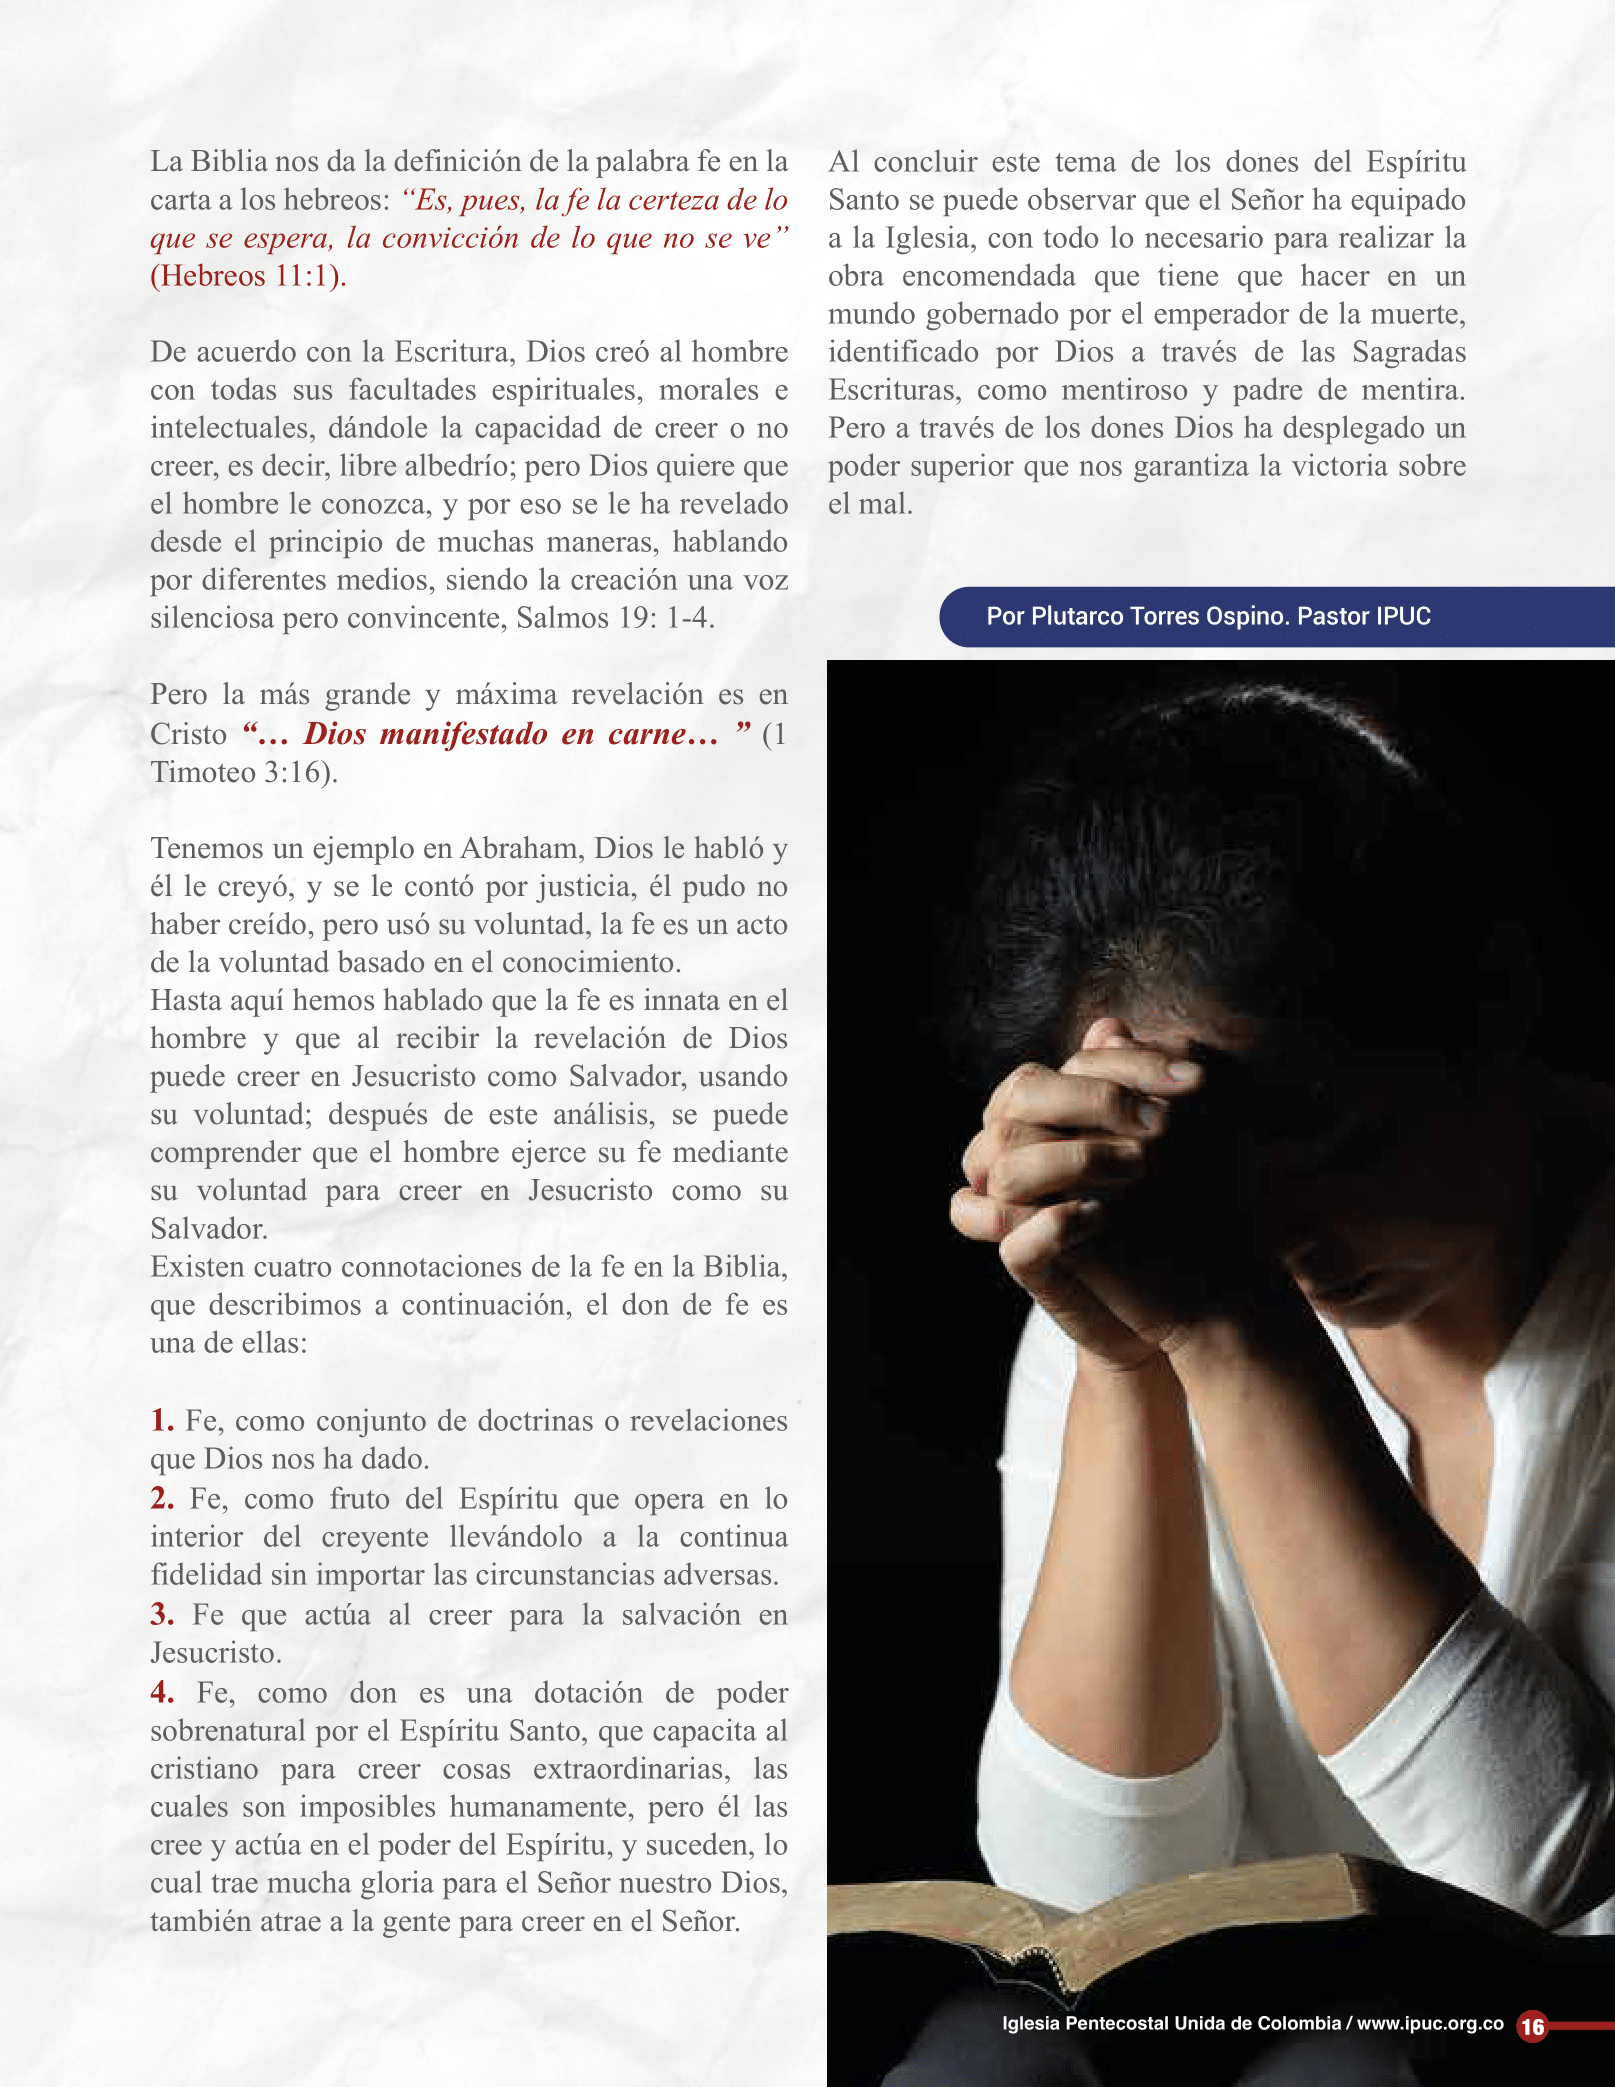 La Biblia nos da la definición de la palabra fe en la
carta a los hebreos: “Es, pues, la fe la certeza de lo
que se espera, la convicción de lo que no se ve”
(Hebreos 11:1).
De acuerdo con la Escritura, Dios creó al hombre
con todas sus facultades espirituales, morales e
intelectuales, dándole la capacidad de creer o no
creer, es decir, libre albedrío; pero Dios quiere que
el hombre le conozca, y por eso se le ha revelado
desde el principio de muchas maneras, hablando
por diferentes medios, siendo la creación una voz
silenciosa pero convincente, Salmos 19: 1-4.
Pero la más grande y máxima revelación es en
Cristo “… Dios manifestado en carne… ” (1
Timoteo 3:16).
Tenemos un ejemplo en Abraham, Dios le habló y
él le creyó, y se le contó por justicia, él pudo no
haber creído, pero usó su voluntad, la fe es un acto
de la voluntad basado en el conocimiento.
Hasta aquí hemos hablado que la fe es innata en el
hombre y que al recibir la revelación de Dios
puede creer en Jesucristo como Salvador, usando
su voluntad; después de este análisis, se puede
comprender que el hombre ejerce su fe mediante
su voluntad para creer en Jesucristo como su
Salvador.
Existen cuatro connotaciones de la fe en la Biblia,
que describimos a continuación, el don de fe es
una de ellas:
1. Fe, como conjunto de doctrinas o revelaciones
que Dios nos ha dado.
2. Fe, como fruto del Espíritu que opera en lo
interior del creyente llevándolo a la continua
fidelidad sin importar las circunstancias adversas.
3. Fe que actúa al creer para la salvación en
Jesucristo.
4. Fe, como don es una dotación de poder
sobrenatural por el Espíritu Santo, que capacita al
cristiano para creer cosas extraordinarias, las
cuales son imposibles humanamente, pero él las
cree y actúa en el poder del Espíritu, y suceden, lo
cual trae mucha gloria para el Señor nuestro Dios,
también atrae a la gente para creer en el Señor.
Al concluir este tema de los dones del Espíritu
Santo se puede observar que el Señor ha equipado
a la Iglesia, con todo lo necesario para realizar la
obra encomendada que tiene que hacer en un
mundo gobernado por el emperador de la muerte,
identificado por Dios a través de las Sagradas
Escrituras, como mentiroso y padre de mentira.
Pero a través de los dones Dios ha desplegado un
poder superior que nos garantiza la victoria sobre
el mal.
Por Plutarco Torres Ospino. Pastor IPUC
Iglesia Pentecostal Unida de Colombia / www.ipuc.org.co 16